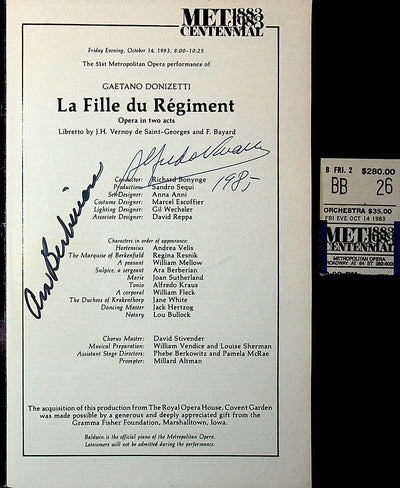 MET 1883 1983
CENTENNIAL
Friday Evening, October 14, 1983, 8:00-10:25
The 51st Metropolitan Opera performance of
GAETANO DONIZETTI
La Fille du Régiment
Opera in two acts
Libretto by J.H. Vernoy de Saint-Georges and F. Bayard
Alfredo Kraus
1985
Ara Berberian
Conductor: Richard Bonynge
Production: Sandro Sequi
Set Designer: Anna Anni
Costume Designer: Marcel Escoffier
Lighting Designer: Gil Wechsler
Associate Designer: David Reppa
Characters in order of appearance:
Hortensius Andrea Velis
The Marquise of Berkenfield Regina Resnik
A peasant William Mellow
Sulpice, a sergeant Ara Berberian
Marie Joan Sutherland
Tonio Alfredo Kraus
A corporal William Fleck
The Duchess of Krakenthorp Jane White
Dancing Master Jack Hertzog
Notary Lou Bullock
Chorus Master: David Stivender
Musical Preparation: William Vendice and Louise Sherman
Assistant Stage Directors: Phebe Berkowitz and Pamela McRae
Prompter: Millard Altman
The acquisition of this production from The Royal Opera House, Covent Garden
was made possible by a generous and deeply appreciated gift from the
Gramma Fisher Foundation, Marshalltown, Iowa.
Baldwin is the official piano of the Metropolitan Opera.
Latecomers will not be admitted during the performance.
B FRI. 2 $280.00
BB 26
ORCHESTRA $35.00
FRI EVE OCT 14 1983
MET 1883 1983
CENTENNIAL
METROPOLITAN OPERA
BROADWAY AT 64 ST